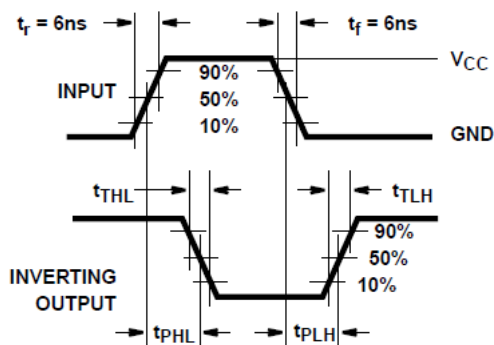 tr = 6ns
tf = 6ns
VCC
90%
INPUT
50%
10%
GND
tTHL
tTLH
90%
50%
INVERTING
OUTPUT
10%
tPHL
tPLH